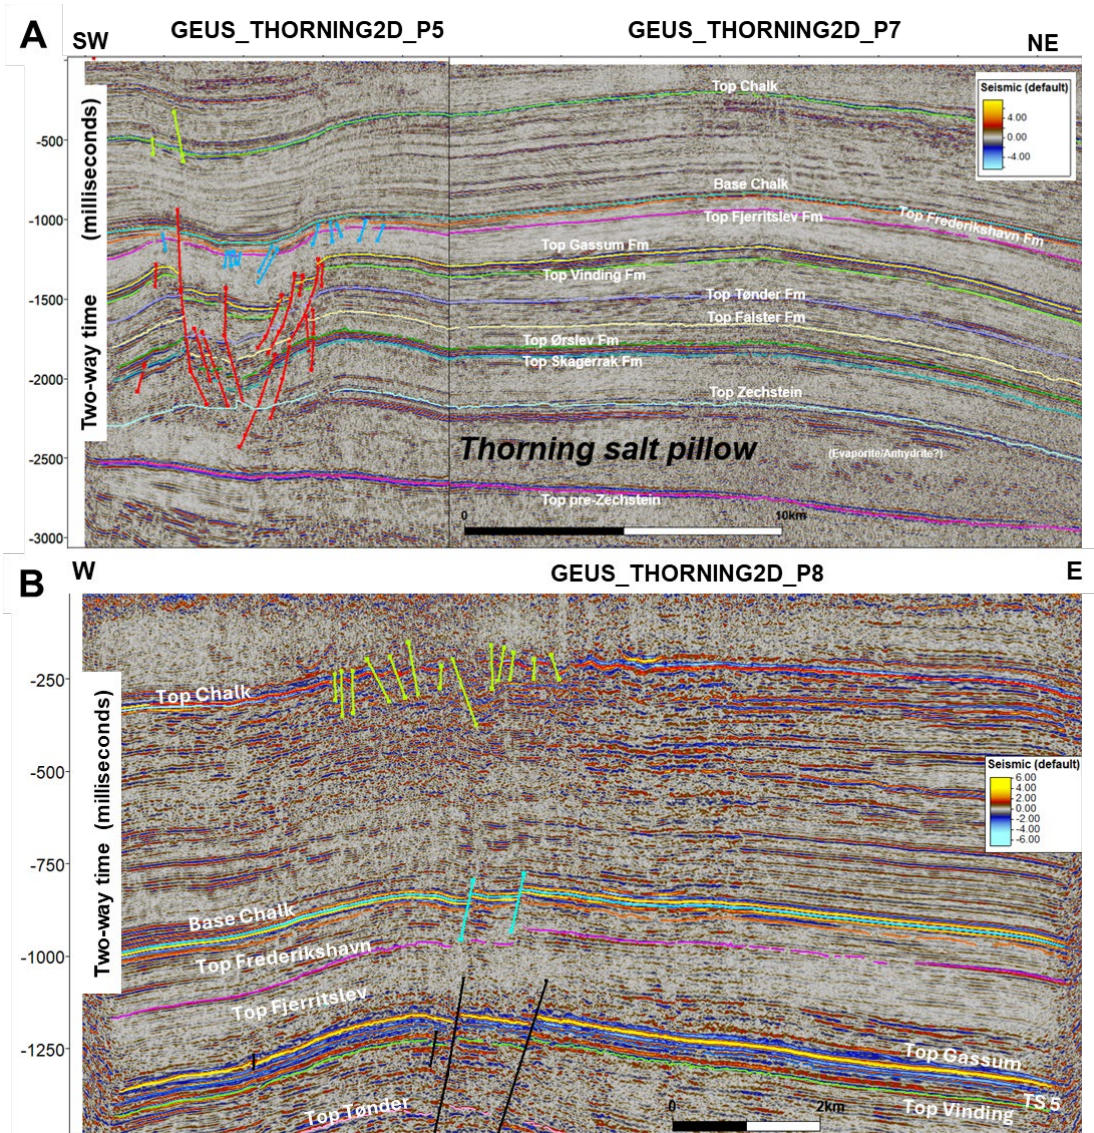 A
SW
GEUS_THORNING2D_P5
GEUS_THORNING2D_P7
NE
Two-way time (milliseconds)
-500
-1000
-1500
-2000
-2500
-3000
Seismic (default)
4.00
0.00
-4.00
Top Chalk
Base Chalk
Top Frederikshavn Fm
Top Fjerritslev Fm
Top Gassum Fm
Top Vinding Fm
Top Tønder Fm
Top Falster Fm
Top Ørslev Fm
Top Skagerrak Fm
Top Zechstein
Thorning salt pillow
(Evaporite/Anhydrite?)
Top pre-Zechstein
0
10km
B
W
GEUS_THORNING2D_P8
E
Two-way time (milliseconds)
-250
-500
-750
-1000
-1250
Top Chalk
Seismic (default)
6.00
4.00
2.00
0.00
-2.00
-4.00
-6.00
Base Chalk
Top Frederikshavn
Top Fjerritslev
Top Gassum
TS 5
Top Vinding
Top Tønder
0
2km